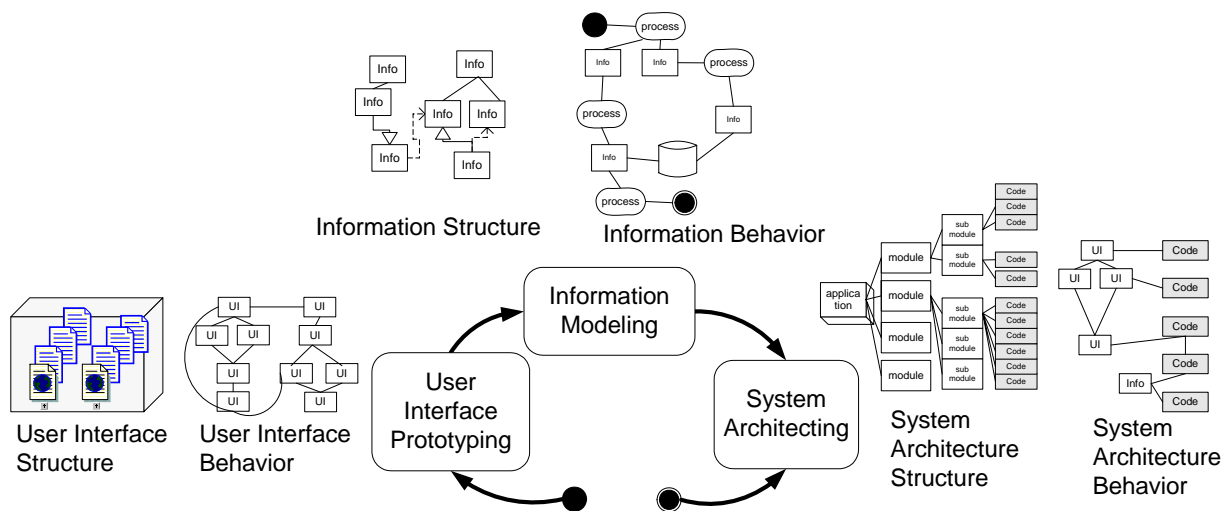 process
Info
Info
process
process
Info
Info
process
Information Behavior
Info
Info
Info
Info
Info
Info
Info
Information Structure
User Interface
Structure
UI
UI
UI
UI
UI
UI
UI
UI
UI
UI
User Interface
Behavior
User
Interface
Prototyping
Information
Modeling
System
Architecting
applica
tion
module
module
module
module
sub
module
sub
module
sub
module
sub
module
sub
module
Code
Code
Code
Code
Code
Code
Code
Code
Code
Code
Code
System
Architecture
Structure
UI
UI
UI
UI
Info
Code
Code
Code
Code
Code
System
Architecture
Behavior